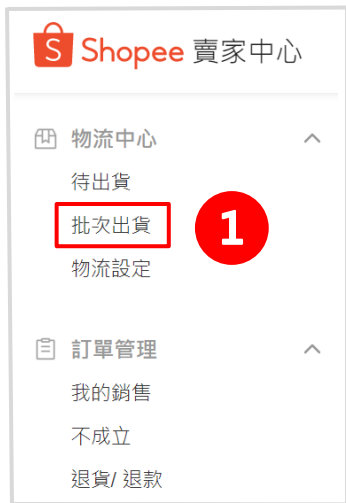 Shopee 賣家中心
物流中心
待出貨
批次出貨
1
物流設定
訂單管理
我的銷售
不成立
退貨/ 退款